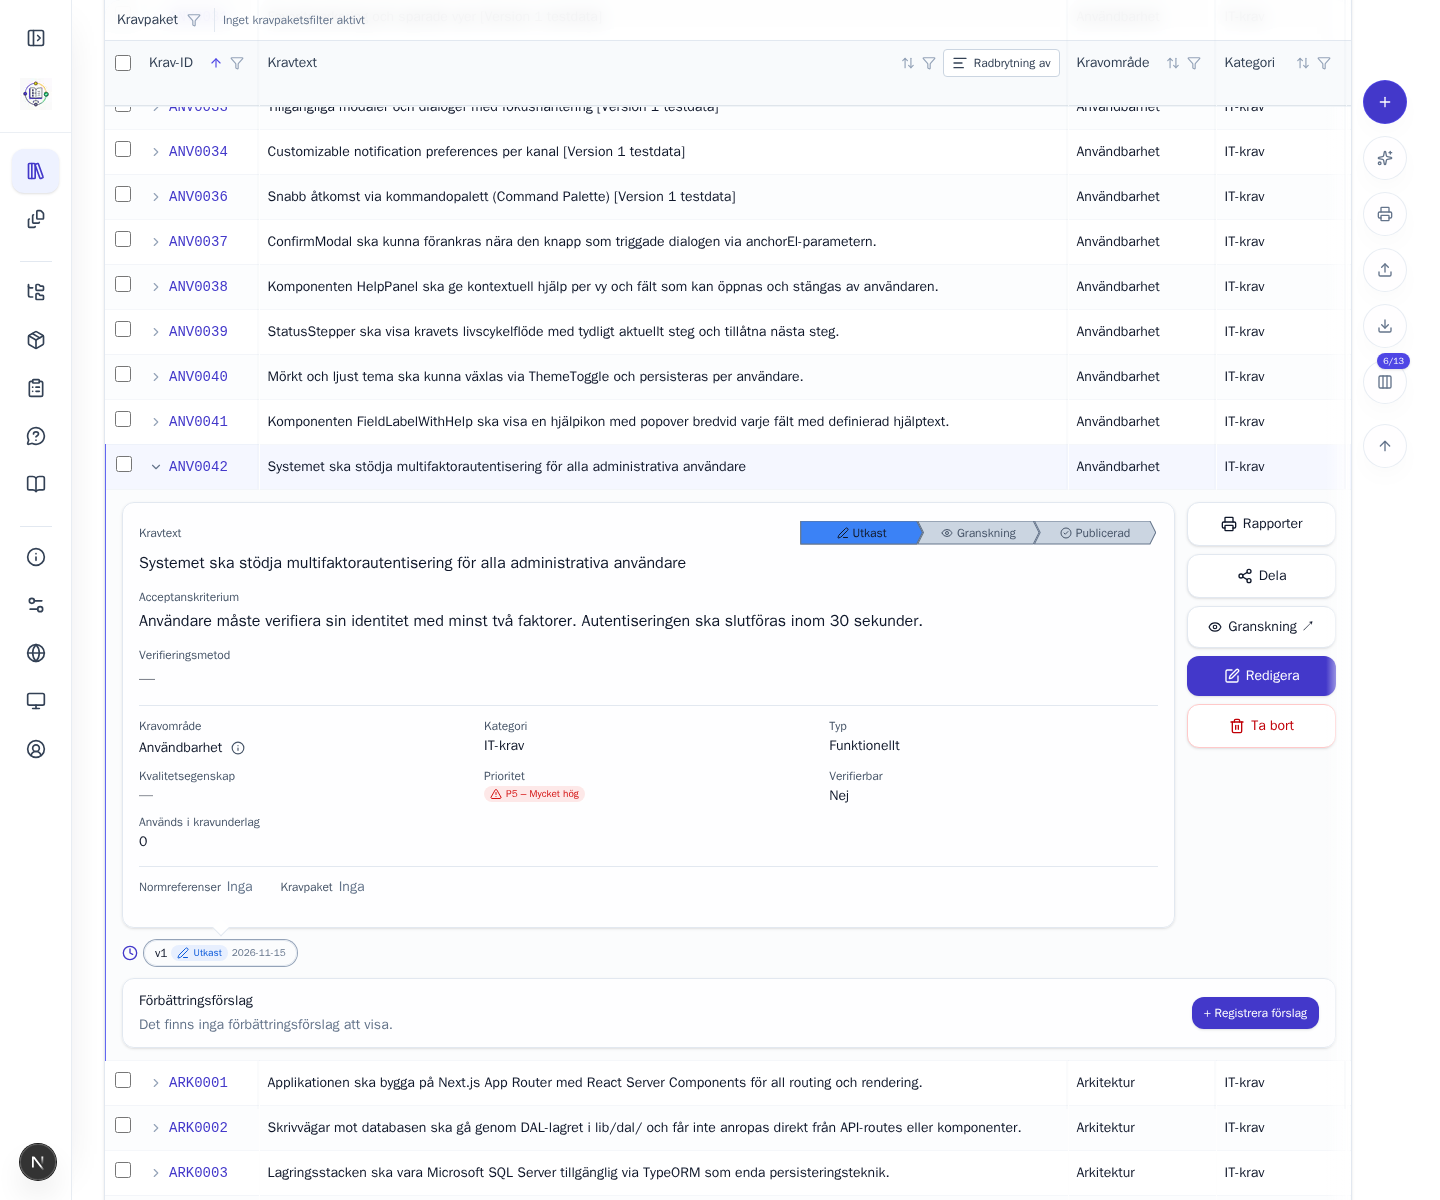 Kravpaket
Inget kravpaketsfilter aktivt
Krav-ID Kravtext Radbrytning av Kravområde Kategori
ANV0033 Tillgängliga modaler och dialoger med fokushantering [Version 1 testdata] Användbarhet IT-krav
ANV0034 Customizable notification preferences per kanal [Version 1 testdata] Användbarhet IT-krav
ANV0036 Snabb åtkomst via kommandopalett (Command Palette) [Version 1 testdata] Användbarhet IT-krav
ANV0037 ConfirmModal ska kunna förankras nära den knapp som triggade dialogen via anchorEl-parametern. Användbarhet IT-krav
ANV0038 Komponenten HelpPanel ska ge kontextuell hjälp per vy och fält som kan öppnas och stängas av användaren. Användbarhet IT-krav
ANV0039 StatusStepper ska visa kravets livscykelflöde med tydligt aktuellt steg och tillåtna nästa steg. Användbarhet IT-krav
6/13
ANV0040 Mörkt och ljust tema ska kunna växlas via ThemeToggle och persisteras per användare. Användbarhet IT-krav
ANV0041 Komponenten FieldLabelWithHelp ska visa en hjälpikon med popover bredvid varje fält med definierad hjälptext. Användbarhet IT-krav
ANV0042 Systemet ska stödja multifaktorautentisering för alla administrativa användare Användbarhet IT-krav
Kravtext
Utkast Granskning Publicerad
Systemet ska stödja multifaktorautentisering för alla administrativa användare
Acceptanskriterium
Användare måste verifiera sin identitet med minst två faktorer. Autentiseringen ska slutföras inom 30 sekunder.
Verifieringsmetod
—
Kravområde Kategori Typ
Användbarhet IT-krav Funktionellt
Kvalitetsegenskap Prioritet Verifierbar
— P5 – Mycket hög Nej
Används i kravunderlag
0
Normreferenser Inga Kravpaket Inga
Rapporter
Dela
Granskning ↗
Redigera
Ta bort
v1 Utkast 2026-11-15
Förbättringsförslag
Det finns inga förbättringsförslag att visa.
+ Registrera förslag
ARK0001 Applikationen ska bygga på Next.js App Router med React Server Components för all routing och rendering. Arkitektur IT-krav
ARK0002 Skrivvägar mot databasen ska gå genom DAL-lagret i lib/dal/ och får inte anropas direkt från API-routes eller komponenter. Arkitektur IT-krav
ARK0003 Lagringsstacken ska vara Microsoft SQL Server tillgänglig via TypeORM som enda persisteringsteknik. Arkitektur IT-krav
N